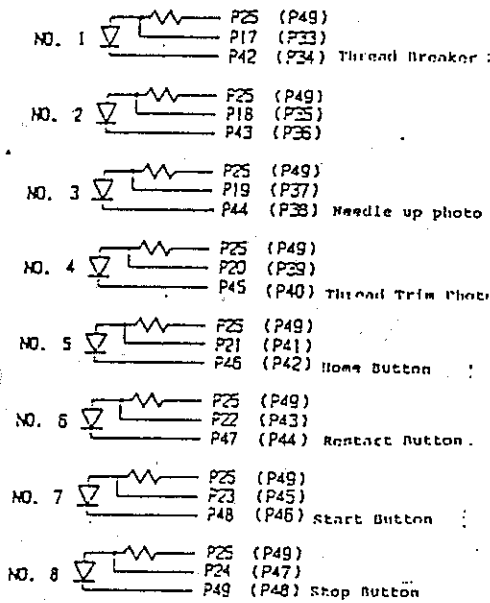 P25 (P49)
NO. 1 P17 (P33)
P42 (P34) Thread Breaker
P25 (P49)
NO. 2 P18 (P35)
P43 (P36)
P25 (P49)
NO. 3 P19 (P37)
P44 (P38) Needle up photo
P25 (P49)
NO. 4 P20 (P39)
P45 (P40) Thread Trim Photo
P25 (P49)
NO. 5 P21 (P41)
P46 (P42) Home Button
P25 (P49)
NO. 6 P22 (P43)
P47 (P44) Restart Button.
P25 (P49)
NO. 7 P23 (P45)
P48 (P46) Start Button
P25 (P49)
NO. 8 P24 (P47)
P49 (P48) Stop Button